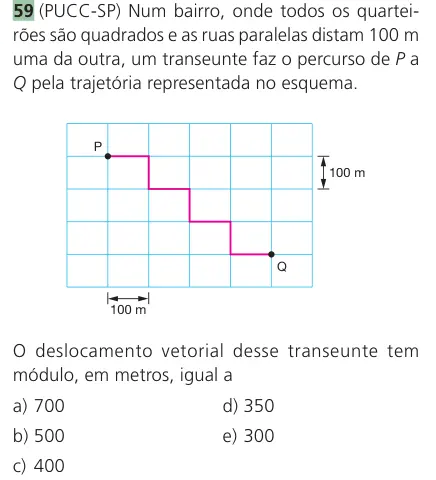 59 (PUCC-SP) Num bairro, onde todos os quartei-
rões são quadrados e as ruas paralelas distam 100 m
uma da outra, um transeunte faz o percurso de P a
Q pela trajetória representada no esquema.
P
100 m
Q
100 m
O deslocamento vetorial desse transeunte tem
módulo, em metros, igual a
a) 700
d) 350
b) 500
e) 300
c) 400